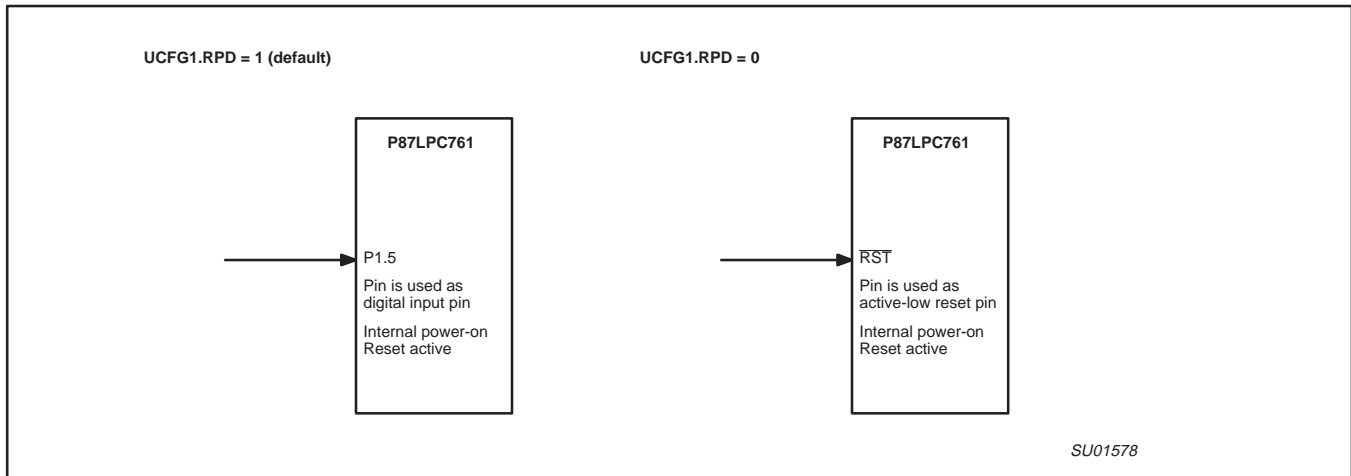 UCFG1.RPD = 1 (default)
P87LPC761
P1.5
Pin is used as
digital input pin
Internal power-on
Reset active
UCFG1.RPD = 0
P87LPC761
R̅S̅T̅
Pin is used as
active-low reset pin
Internal power-on
Reset active
SU01578